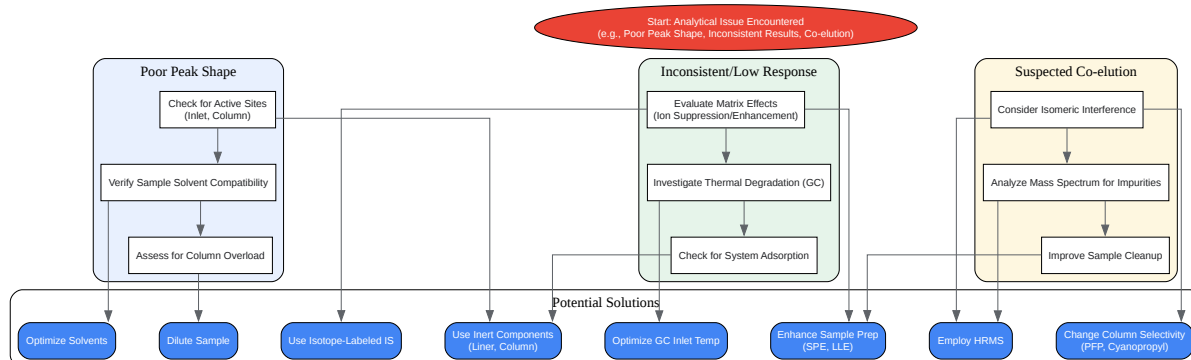 Start: Analytical Issue Encountered
(e.g., Poor Peak Shape, Inconsistent Results, Co-elution)
Poor Peak Shape
Check for Active Sites
(Inlet, Column)
Verify Sample Solvent Compatibility
Assess for Column Overload
Inconsistent/Low Response
Evaluate Matrix Effects
(Ion Suppression/Enhancement)
Investigate Thermal Degradation (GC)
Check for System Adsorption
Suspected Co-elution
Consider Isomeric Interference
Analyze Mass Spectrum for Impurities
Improve Sample Cleanup
Potential Solutions
Optimize Solvents
Dilute Sample
Use Isotope-Labeled IS
Use Inert Components
(Liner, Column)
Optimize GC Inlet Temp
Enhance Sample Prep
(SPE, LLE)
Employ HRMS
Change Column Selectivity
(PFP, Cyanopropyl)